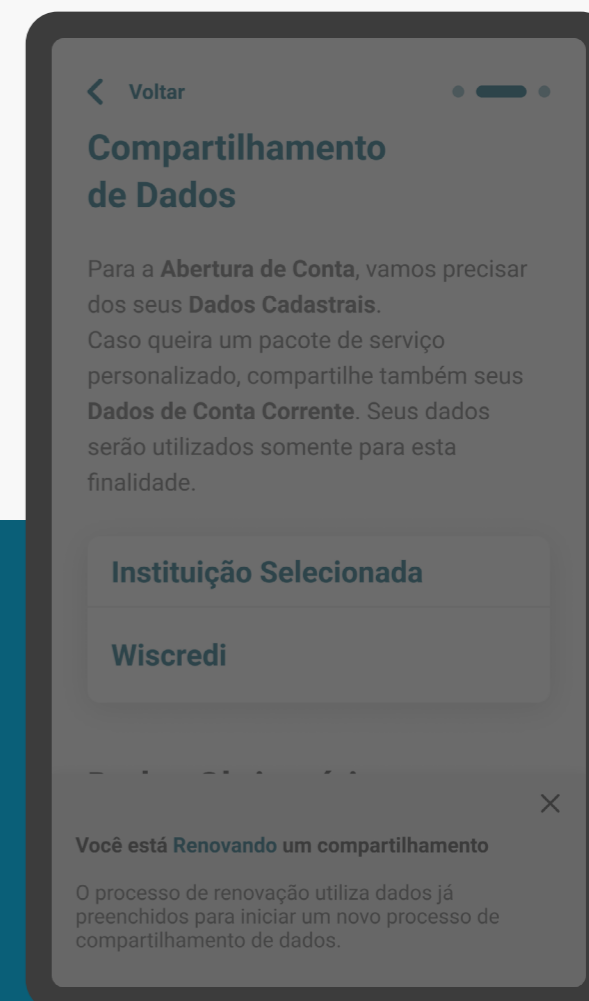 Voltar
Compartilhamento
de Dados
Para a Abertura de Conta, vamos precisar
dos seus Dados Cadastrais.
Caso queira um pacote de serviço
personalizado, compartilhe também seus
Dados de Conta Corrente. Seus dados
serão utilizados somente para esta
finalidade.
Instituição Selecionada
Wiscredi
Você está Renovando um compartilhamento
O processo de renovação utiliza dados já
preenchidos para iniciar um novo processo de
compartilhamento de dados.